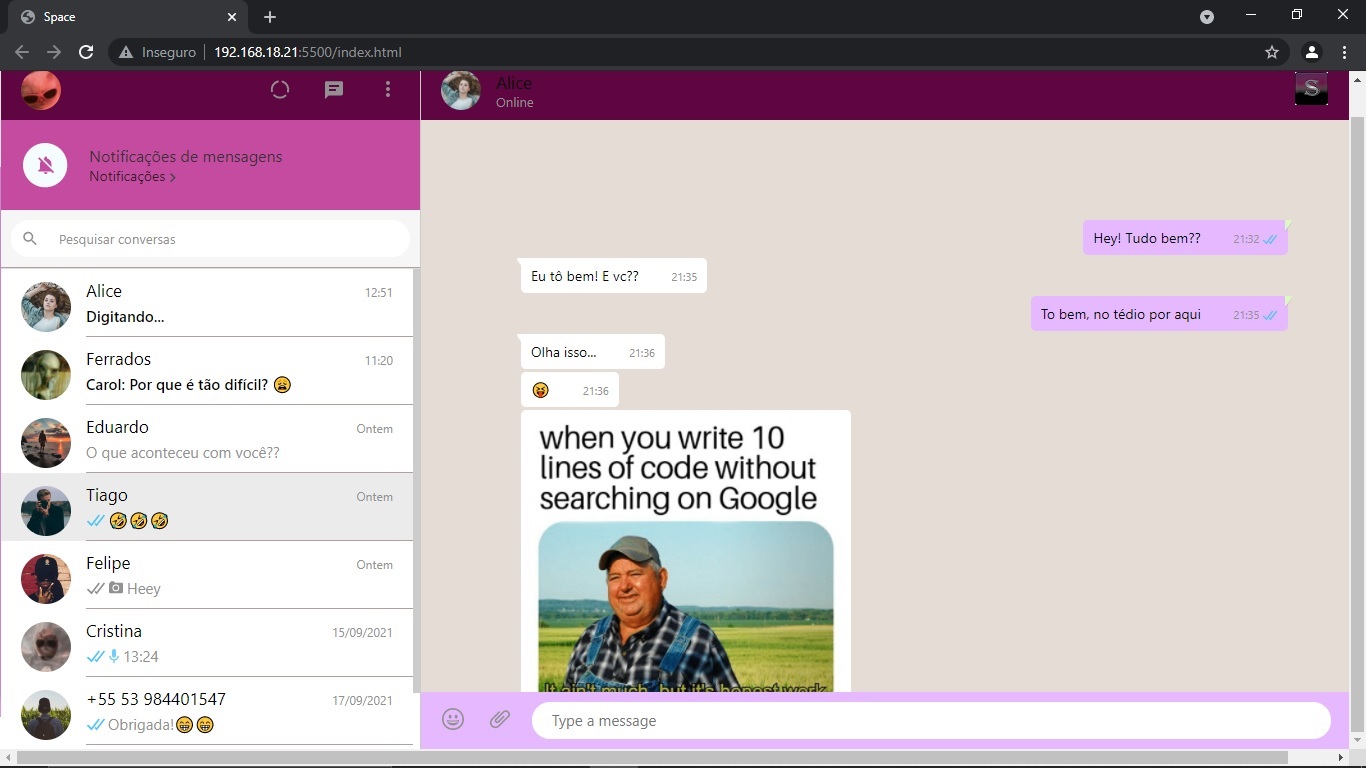 Space
Inseguro 192.168.18.21:5500/index.html
Alice
Online
S
Notificações de mensagens
Notificações >
Pesquisar conversas
Alice 12:51
Digitando...
Ferrados 11:20
Carol: Por que é tão difícil? 😩
Eduardo Ontem
O que aconteceu com você??
Tiago Ontem
🤣🤣🤣
Felipe Ontem
Heey
Cristina 15/09/2021
13:24
+55 53 984401547 17/09/2021
Obrigada!😁😁
Hey! Tudo bem?? 21:32
Eu tô bem! E vc?? 21:35
To bem, no tédio por aqui 21:35
Olha isso... 21:36
😝 21:36
when you write 10
lines of code without
searching on Google
It ain't much, but it's honest work
Type a message